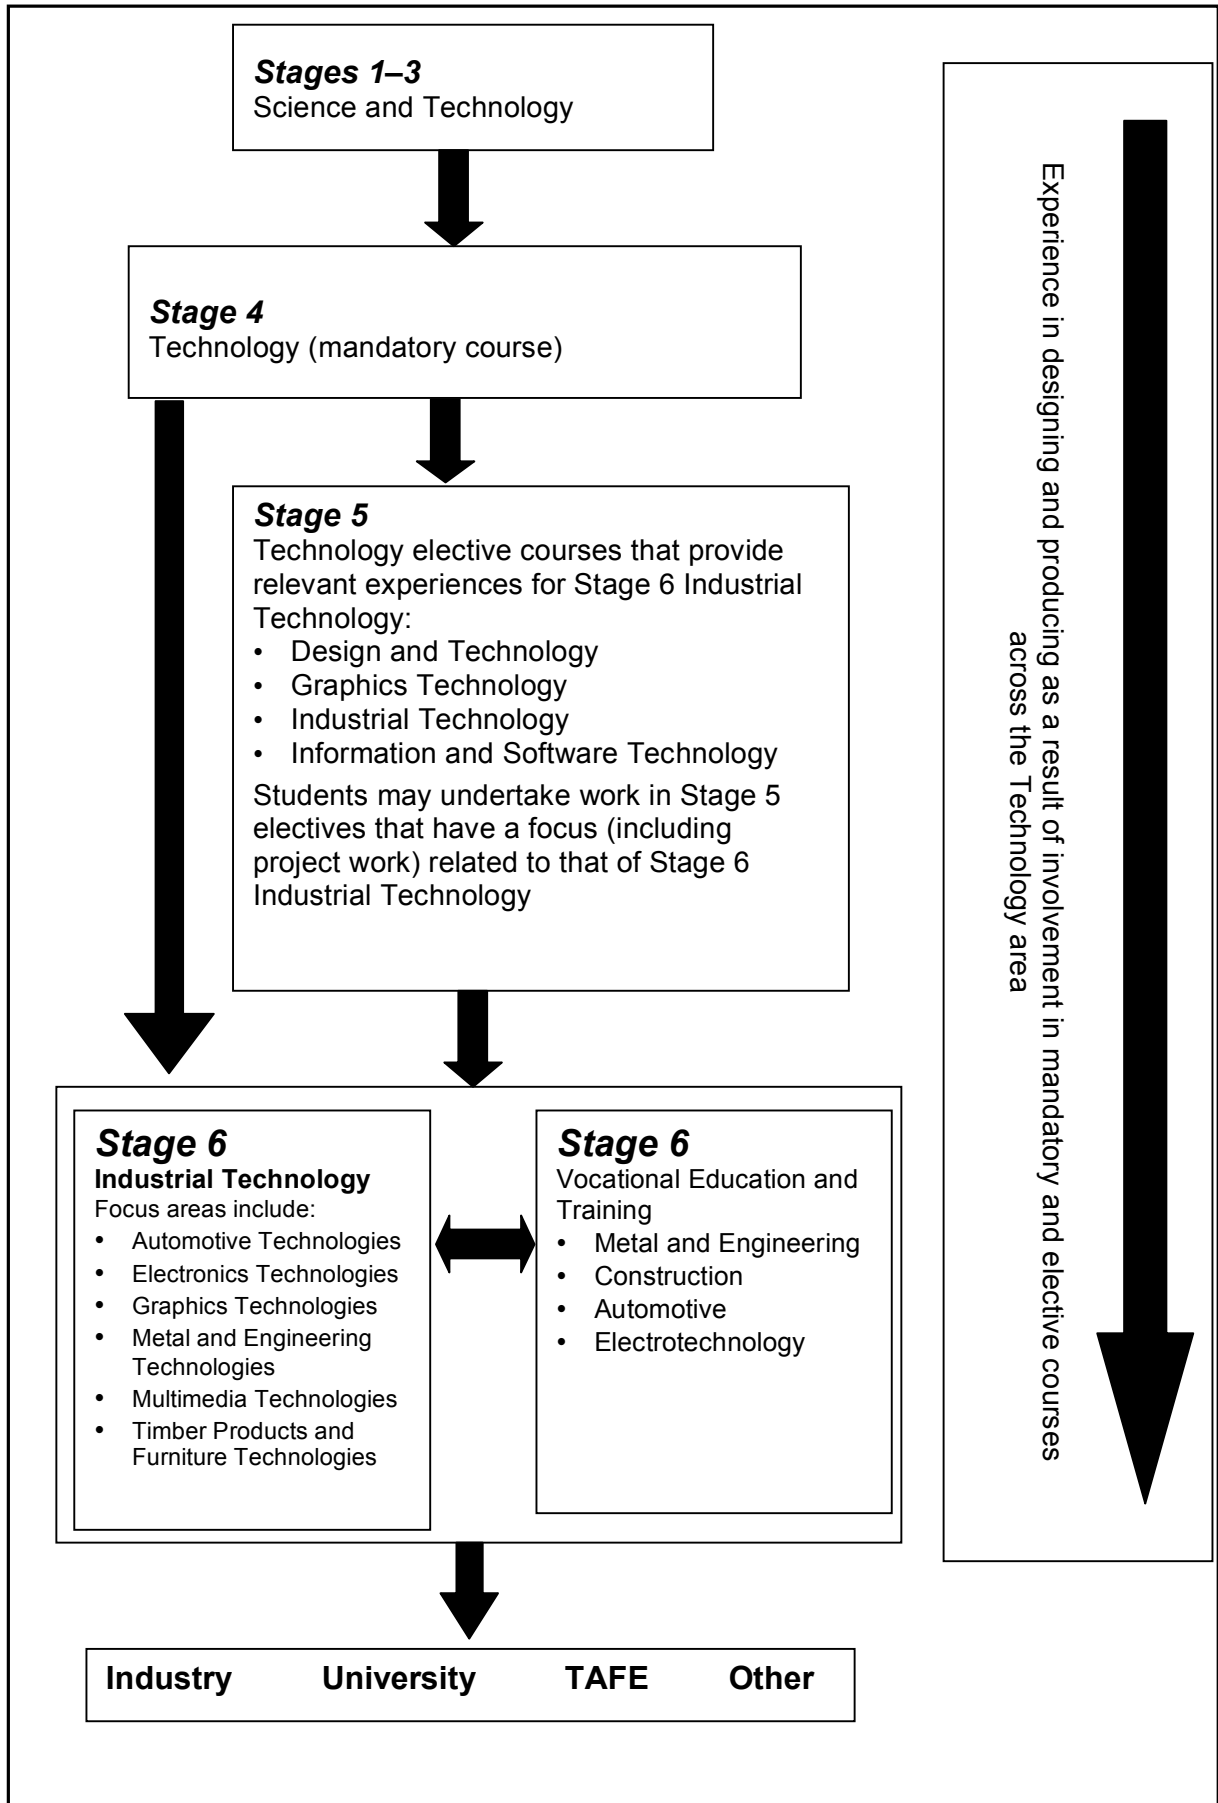 Stages 1–3
Science and Technology
Stage 4
Technology (mandatory course)
Stage 5
Technology elective courses that provide
relevant experiences for Stage 6 Industrial
Technology:
• Design and Technology
• Graphics Technology
• Industrial Technology
• Information and Software Technology
Students may undertake work in Stage 5
electives that have a focus (including
project work) related to that of Stage 6
Industrial Technology
Stage 6
Industrial Technology
Focus areas include:
• Automotive Technologies
• Electronics Technologies
• Graphics Technologies
• Metal and Engineering
Technologies
• Multimedia Technologies
• Timber Products and
Furniture Technologies
Stage 6
Vocational Education and
Training
• Metal and Engineering
• Construction
• Automotive
• Electrotechnology
Industry University TAFE Other
Experience in designing and producing as a result of involvement in mandatory and elective courses
across the Technology area